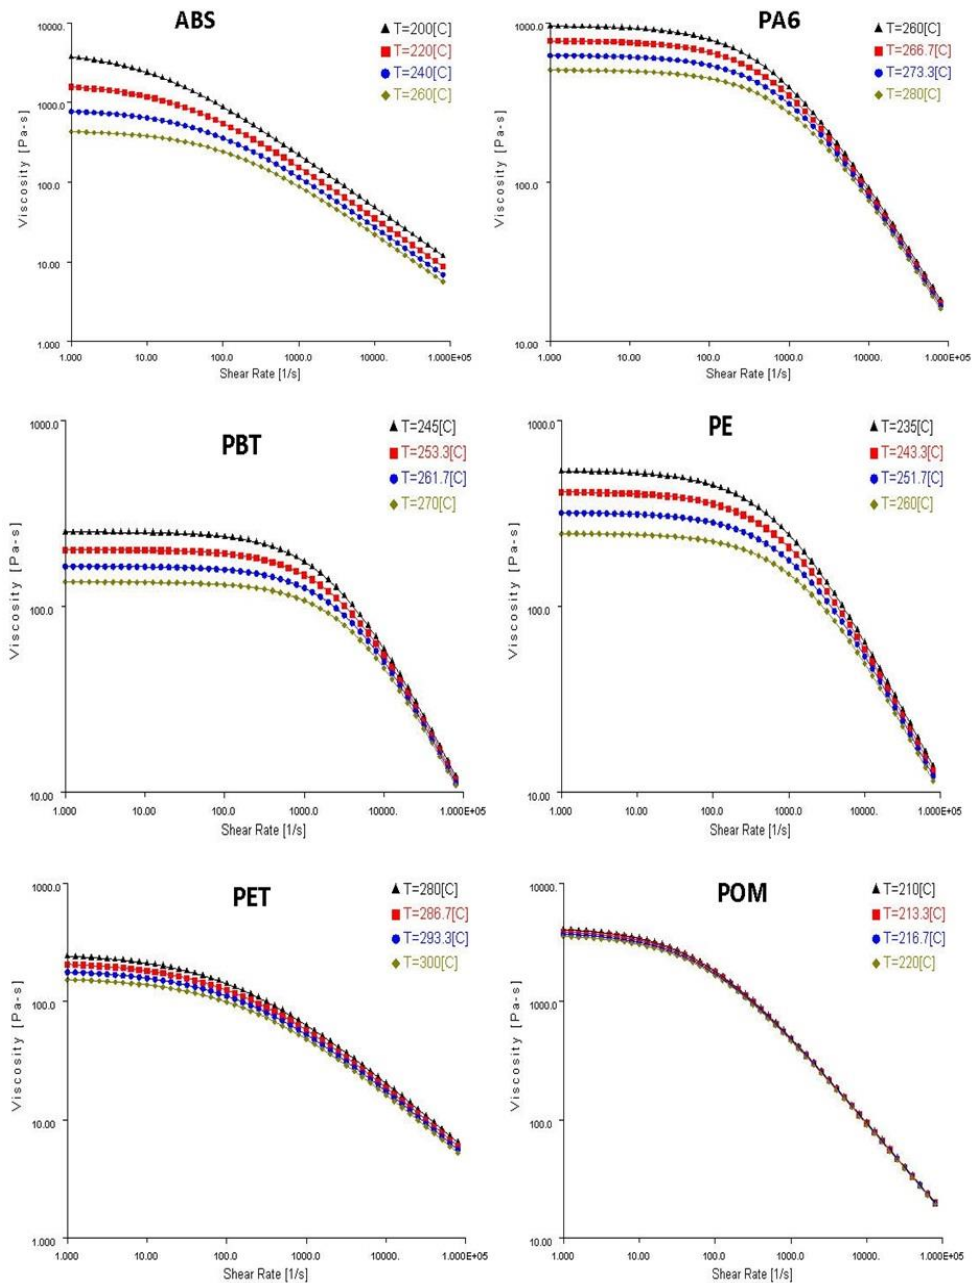 ABS
T=200[C]
T=220[C]
T=240[C]
T=260[C]
10000.
1000.0
100.0
10.00
1.000
Viscosity [Pa-s]
1.000 10.00 100.0 1000.0 10000. 1.000E+05
Shear Rate [1/s]
PA6
T=260[C]
T=266.7[C]
T=273.3[C]
T=280[C]
1000.0
100.0
10.00
Viscosity [Pa-s]
1.000 10.00 100.0 1000.0 10000. 1.000E+05
Shear Rate [1/s]
PBT
T=245[C]
T=253.3[C]
T=261.7[C]
T=270[C]
1000.0
100.0
10.00
Viscosity [Pa-s]
1.000 10.00 100.0 1000.0 10000. 1.000E+05
Shear Rate [1/s]
PE
T=235[C]
T=243.3[C]
T=251.7[C]
T=260[C]
1000.0
100.0
10.00
Viscosity [Pa-s]
1.000 10.00 100.0 1000.0 10000. 1.000E+05
Shear Rate [1/s]
PET
T=280[C]
T=286.7[C]
T=293.3[C]
T=300[C]
1000.0
100.0
10.00
1.000
Viscosity [Pa-s]
1.000 10.00 100.0 1000.0 10000. 1.000E+05
Shear Rate [1/s]
POM
T=210[C]
T=213.3[C]
T=216.7[C]
T=220[C]
10000.
1000.0
100.0
10.00
Viscosity [Pa-s]
1.000 10.00 100.0 1000.0 10000. 1.000E+05
Shear Rate [1/s]